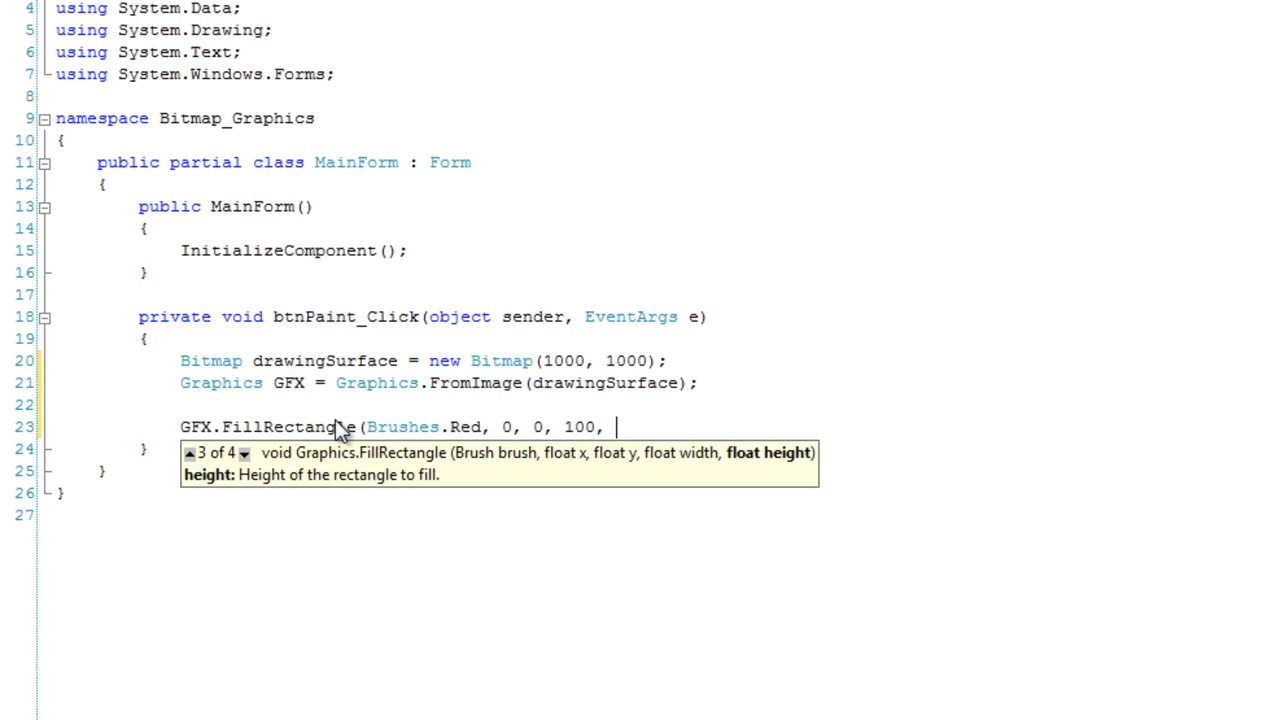 4 using System.Data;
5 using System.Drawing;
6 using System.Text;
7 using System.Windows.Forms;
8
9 namespace Bitmap_Graphics
10 {
11 public partial class MainForm : Form
12 {
13 public MainForm()
14 {
15 InitializeComponent();
16 }
17
18 private void btnPaint_Click(object sender, EventArgs e)
19 {
20 Bitmap drawingSurface = new Bitmap(1000, 1000);
21 Graphics GFX = Graphics.FromImage(drawingSurface);
22
23 GFX.FillRectangle(Brushes.Red, 0, 0, 100,
24 }
3 of 4 void Graphics.FillRectangle (Brush brush, float x, float y, float width, float height)
25 }
height: Height of the rectangle to fill.
26 }
27